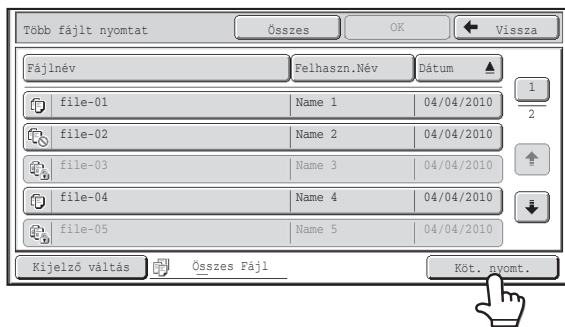 Több fájlt nyomtat Összes OK Vissza
Fájlnév Felhaszn.Név Dátum
1
2
file-01 Name 1 04/04/2010
file-02 Name 2 04/04/2010
file-03 Name 3 04/04/2010
file-04 Name 4 04/04/2010
file-05 Name 5 04/04/2010
Kijelző váltás Összes Fájl Köt. nyomt.